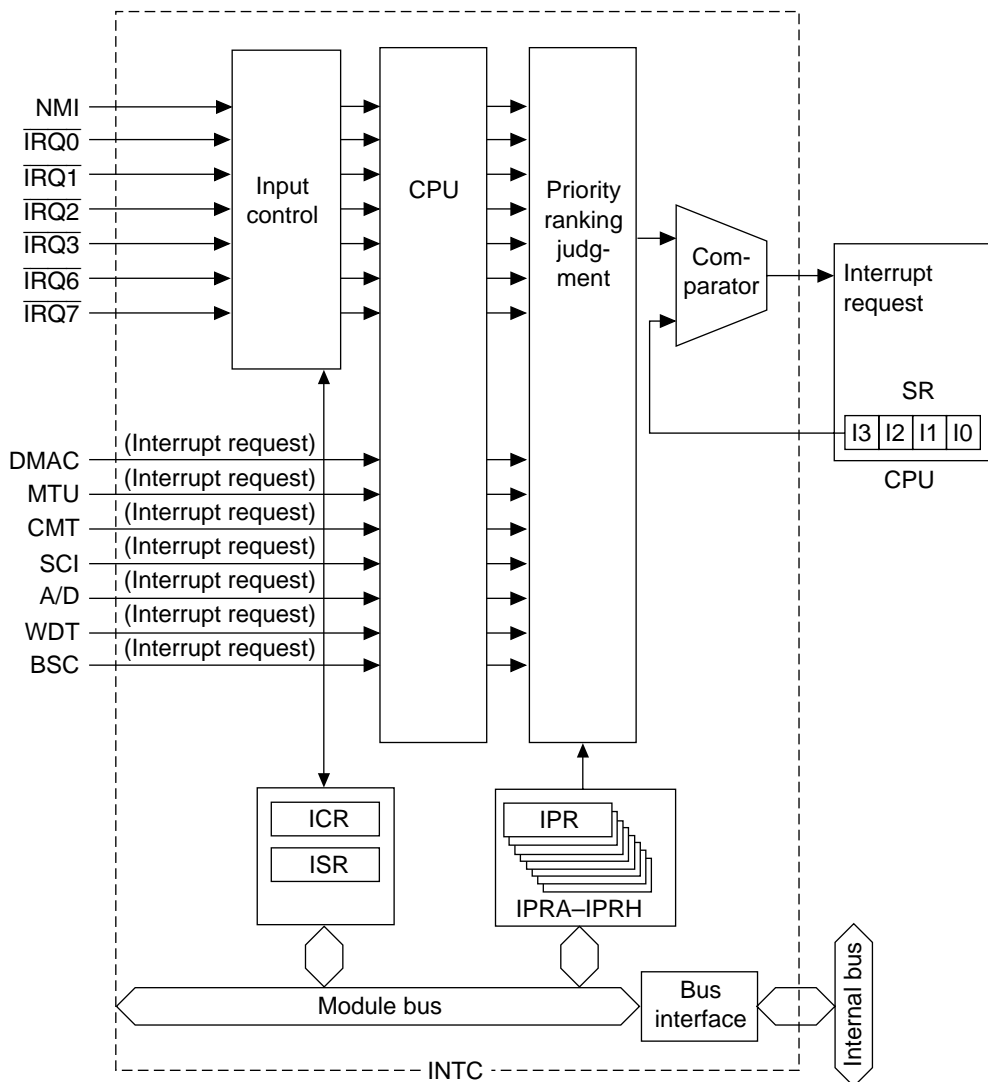 NMI
IRQ0
IRQ1
IRQ2
IRQ3
IRQ6
IRQ7
Input
control
CPU
Priority
ranking
judg-
ment
Com-
parator
Interrupt
request
SR
I3 I2 I1 I0
CPU
DMAC (Interrupt request)
MTU (Interrupt request)
CMT (Interrupt request)
SCI (Interrupt request)
A/D (Interrupt request)
WDT (Interrupt request)
BSC (Interrupt request)
ICR
ISR
IPR
IPRA–IPRH
Module bus
Bus
interface
Internal bus
INTC